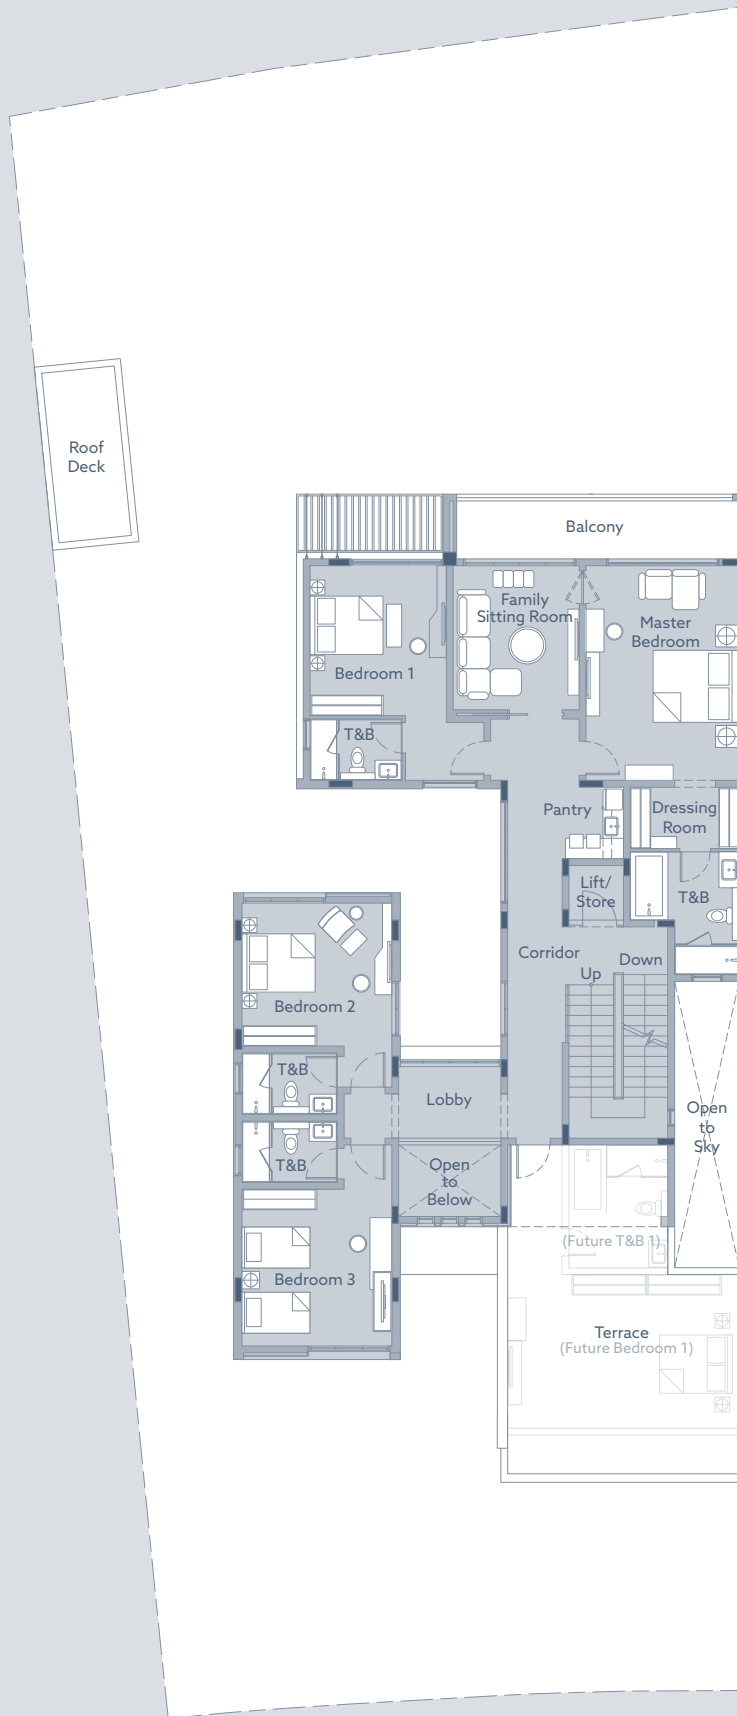 Roof
Deck
Balcony
Family
Sitting Room
Master
Bedroom
Bedroom 1
T&B
Pantry
Dressing
Room
Lift/
Store
T&B
Corridor
Down
Up
Bedroom 2
T&B
Lobby
Open
to
Sky
T&B
Open
to
Below
(Future T&B 1)
Bedroom 3
Terrace
(Future Bedroom 1)